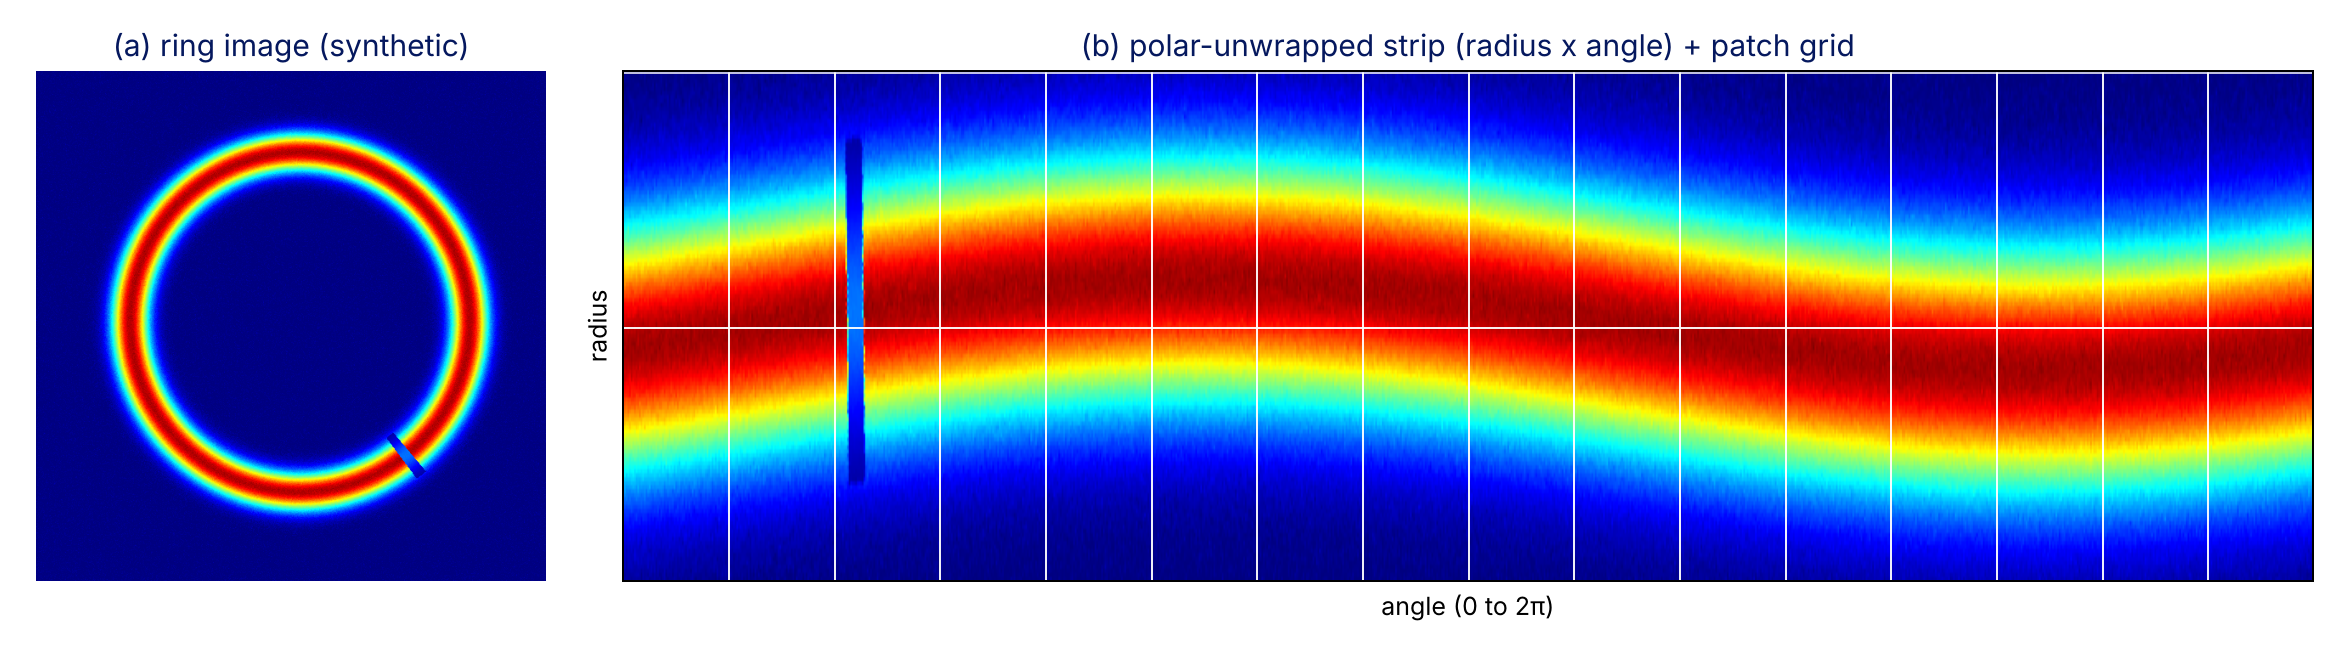 (a) ring image (synthetic)
(b) polar-unwrapped strip (radius x angle) + patch grid
radius
angle (0 to 2π)